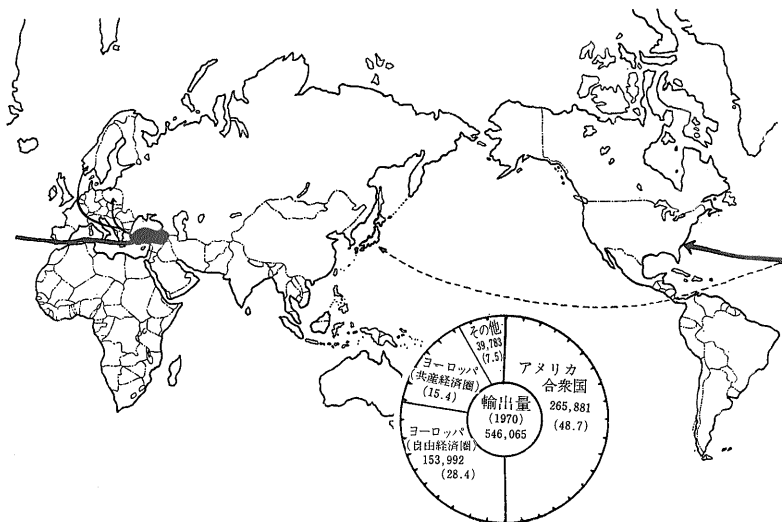 その他
39,783
(7.5)
アメリカ
合衆国
265,881
(48.7)
ヨーロッパ
(共産経済圏)
(15.4)
輸出量
(1970)
546,065
ヨーロッパ
(自由経済圏)
153,992
(28.4)